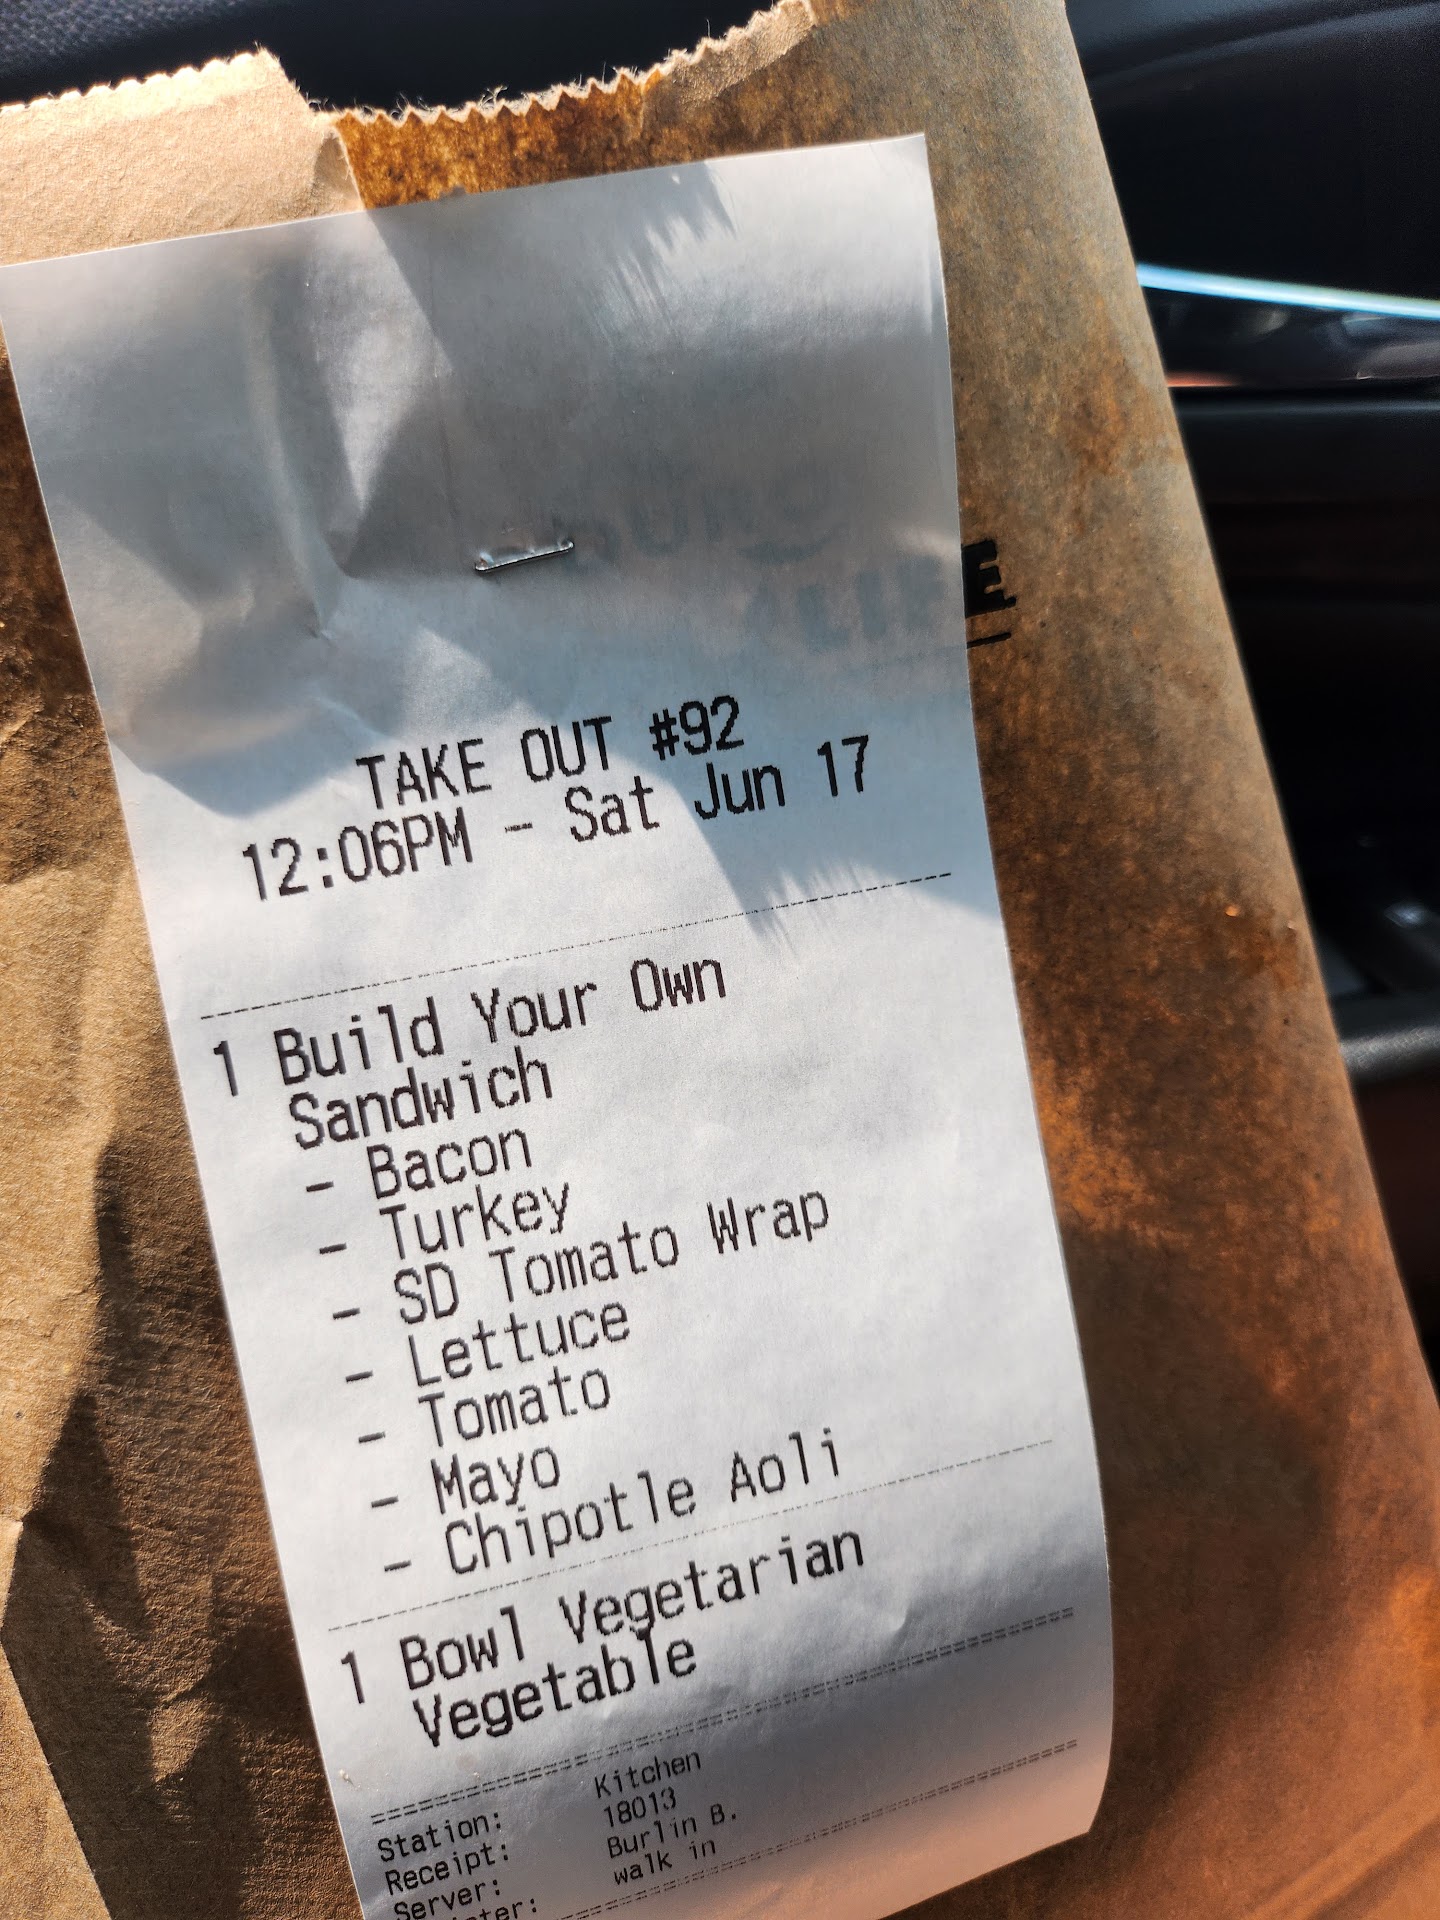 E
TAKE OUT #92
12:06PM - Sat Jun 17
1 Build Your Own
Sandwich
- Bacon
- Turkey
- SD Tomato Wrap
- Lettuce
- Tomato
- Mayo
- Chipotle Aoli
1 Bowl Vegetarian
Vegetable
Station: Kitchen
Receipt: 18013
Server: Burlin B.
walk in